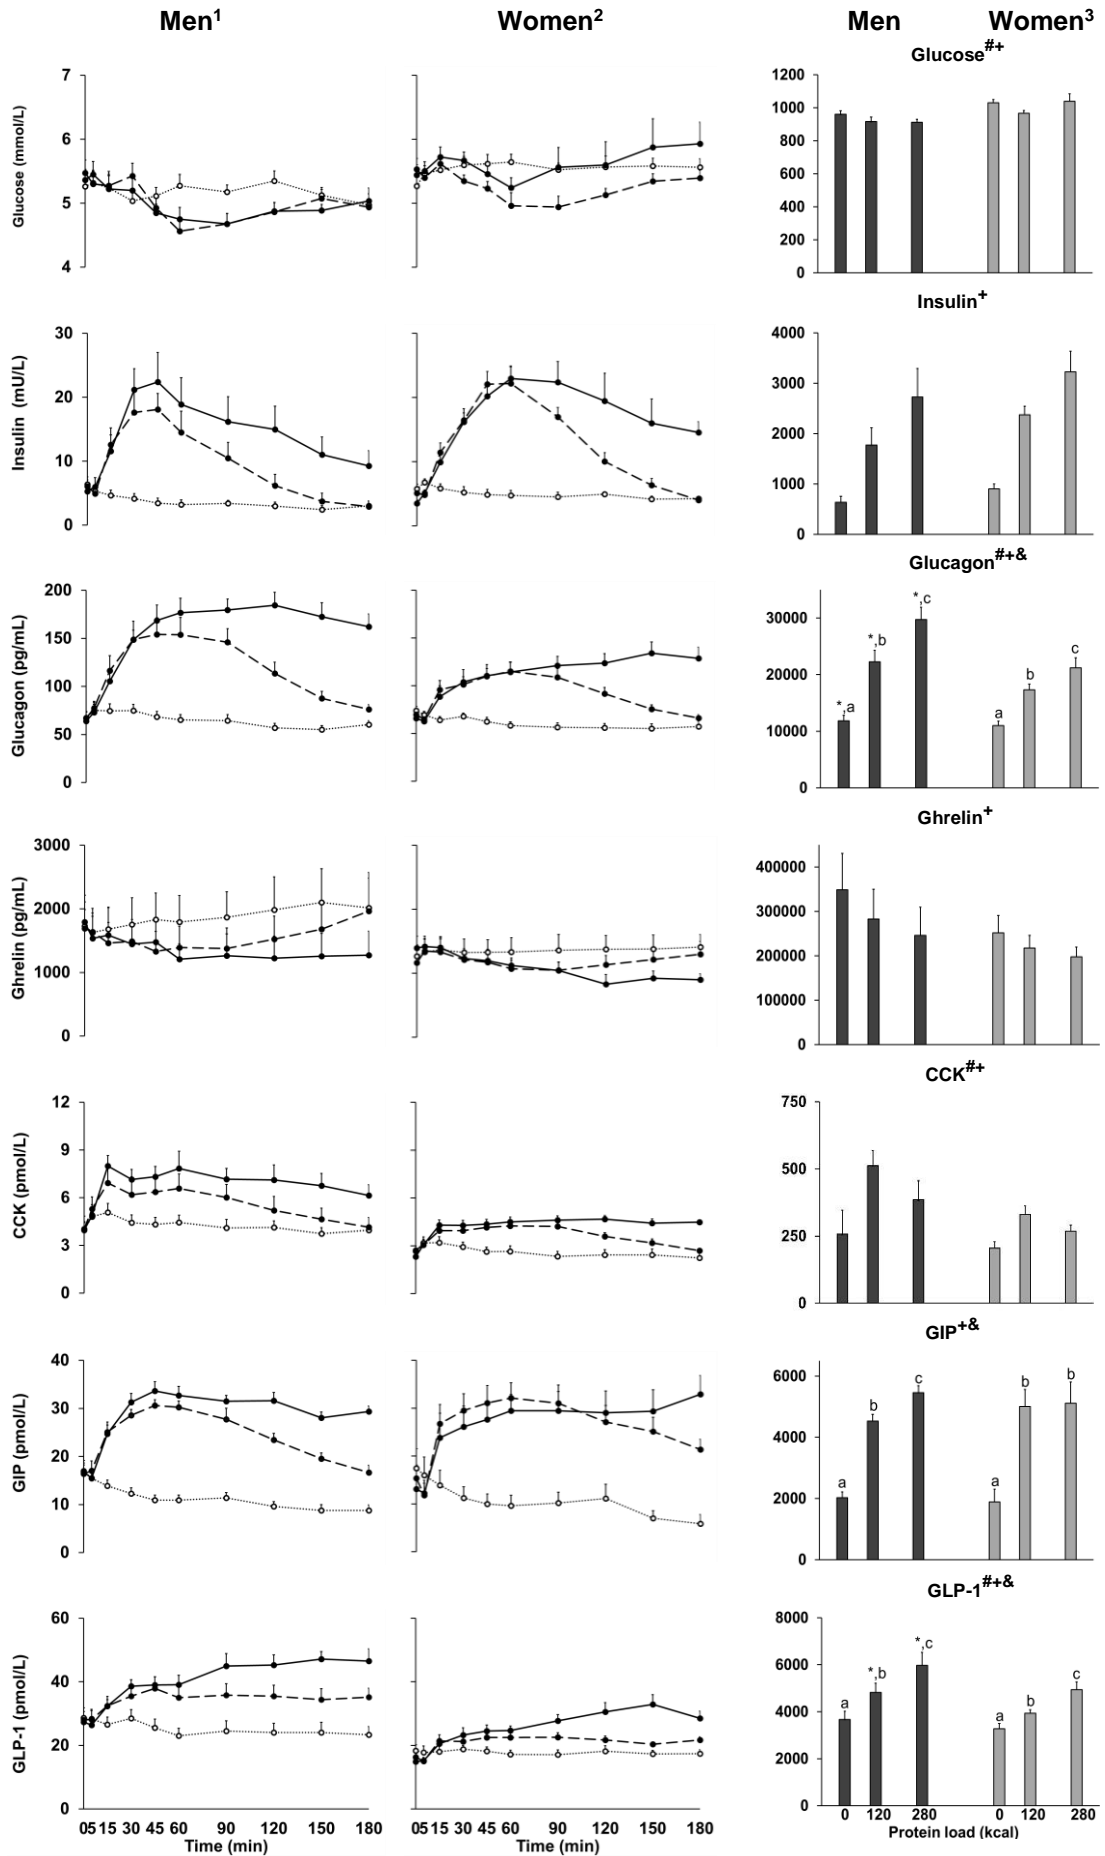 Men¹ Women² Men Women³
Glucose#+
7
6
5
4
Glucose (mmol/L)
1200
1000
800
600
400
200
0
Insulin+
30
20
10
0
Insulin (mU/L)
4000
3000
2000
1000
0
Glucagon#+&
200
150
100
50
0
Glucagon (pg/mL)
30000
20000
10000
0
*,a *,b *,c a b c
Ghrelin+
3000
2000
1000
0
Ghrelin (pg/mL)
400000
300000
200000
100000
0
CCK#+
12
9
6
3
0
CCK (pmol/L)
750
500
250
0
GIP+&
40
30
20
10
0
GIP (pmol/L)
6000
4000
2000
0
a b c a b b
GLP-1#+&
60
40
20
0
GLP-1 (pmol/L)
8000
6000
4000
2000
0
a *,b *,c a b c
0 5 15 30 45 60 90 120 150 180
Time (min)
0 5 15 30 45 60 90 120 150 180
Time (min)
0 120 280 0 120 280
Protein load (kcal)